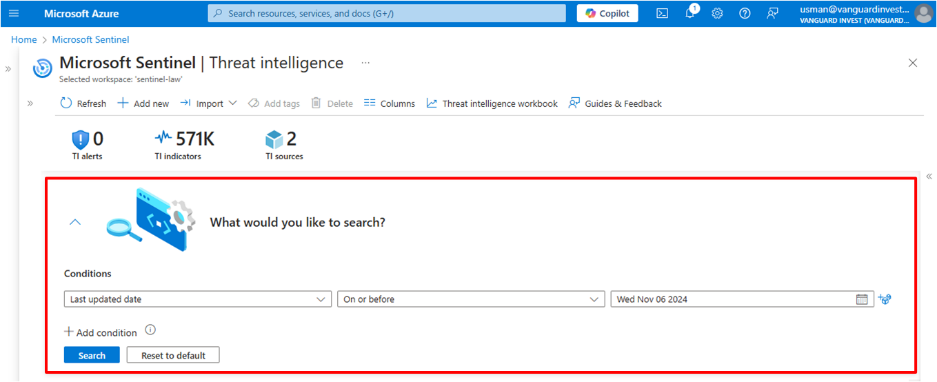 Microsoft Azure
Search resources, services, and docs (G+/)
Copilot
1
usman@vanguardinvest...
VANGUARD INVEST (VANGUARD...
Home > Microsoft Sentinel
Microsoft Sentinel | Threat intelligence ...
Selected workspace: 'sentinel-law'
Refresh Add new Import Add tags Delete Columns Threat intelligence workbook Guides & Feedback
0 571K 2
TI alerts TI indicators TI sources
What would you like to search?
Conditions
Last updated date On or before Wed Nov 06 2024
Add condition
Search Reset to default